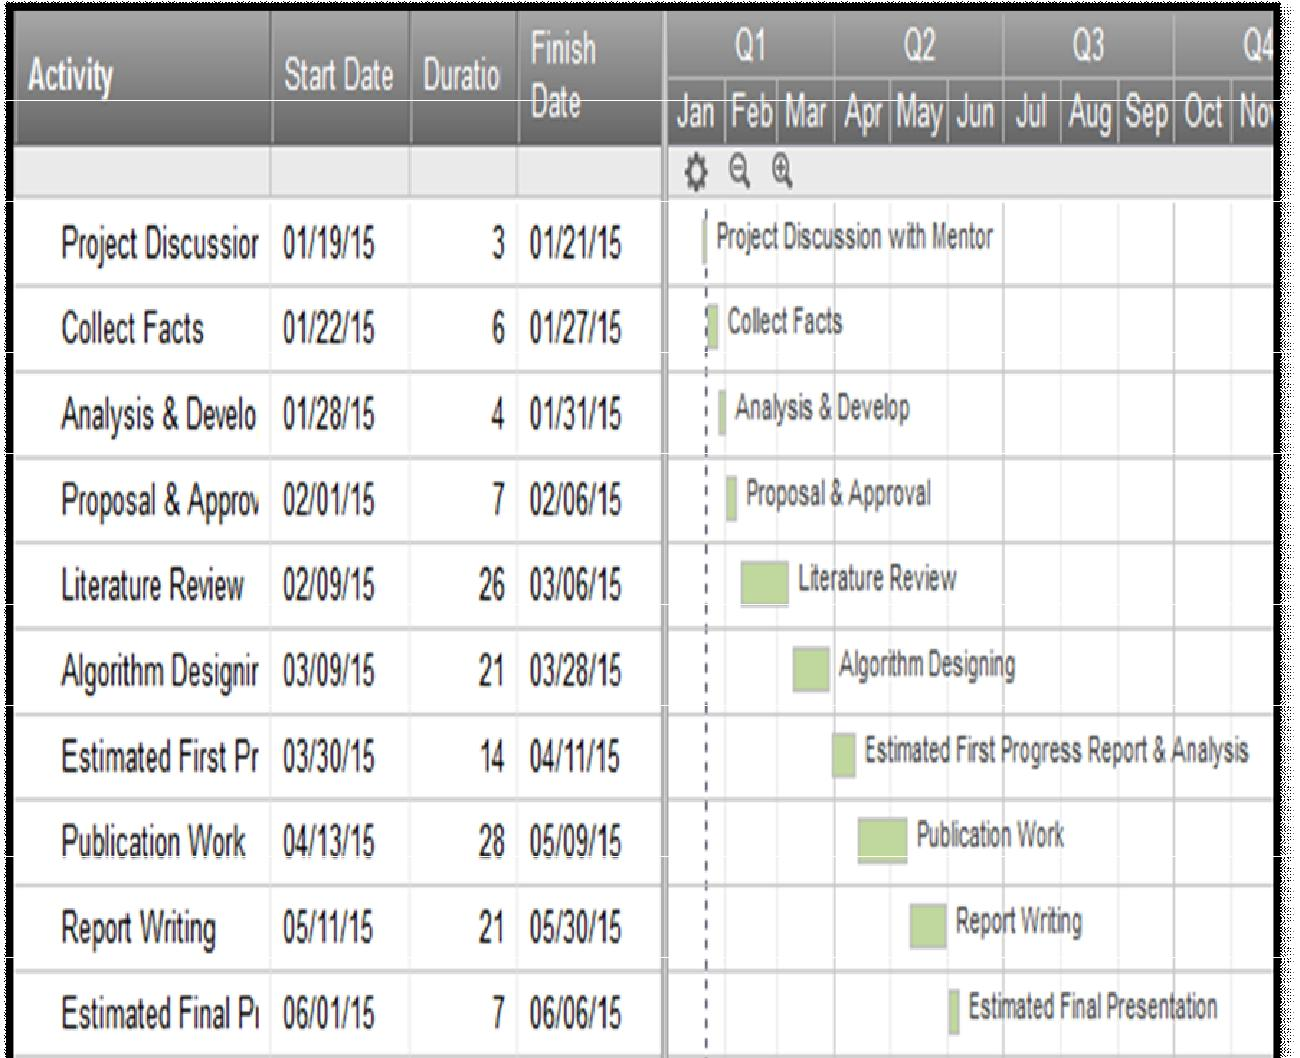 Activity Start Date Duratio Finish Date Q1 Q2 Q3 Q4
Jan Feb Mar Apr May Jun Jul Aug Sep Oct Nov
Project Discussion 01/19/15 3 01/21/15 Project Discussion with Mentor
Collect Facts 01/22/15 6 01/27/15 Collect Facts
Analysis & Develo 01/28/15 4 01/31/15 Analysis & Develop
Proposal & Approv 02/01/15 7 02/06/15 Proposal & Approval
Literature Review 02/09/15 26 03/06/15 Literature Review
Algorithm Designin 03/09/15 21 03/28/15 Algorithm Designing
Estimated First Pr 03/30/15 14 04/11/15 Estimated First Progress Report & Analysis
Publication Work 04/13/15 28 05/09/15 Publication Work
Report Writing 05/11/15 21 05/30/15 Report Writing
Estimated Final Pr 06/01/15 7 06/06/15 Estimated Final Presentation